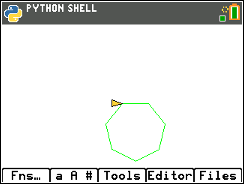 PYTHON SHELL
Fns… a A # Tools Editor Files